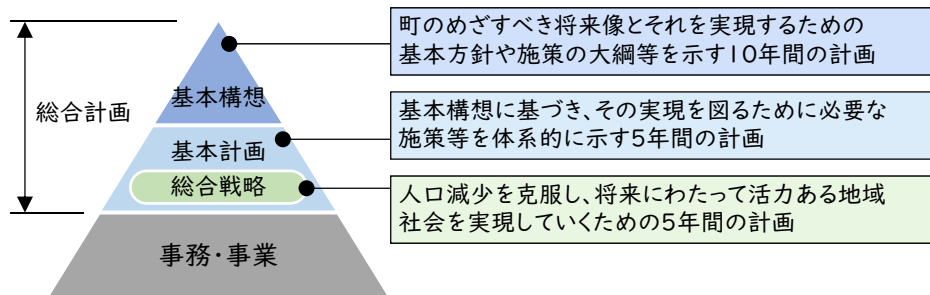 総合計画
基本構想
基本計画
総合戦略
事務・事業
町のめざすべき将来像とそれを実現するための
基本方針や施策の大綱等を示す10年間の計画
基本構想に基づき、その実現を図るために必要な
施策等を体系的に示す5年間の計画
人口減少を克服し、将来にわたって活力ある地域
社会を実現していくための5年間の計画